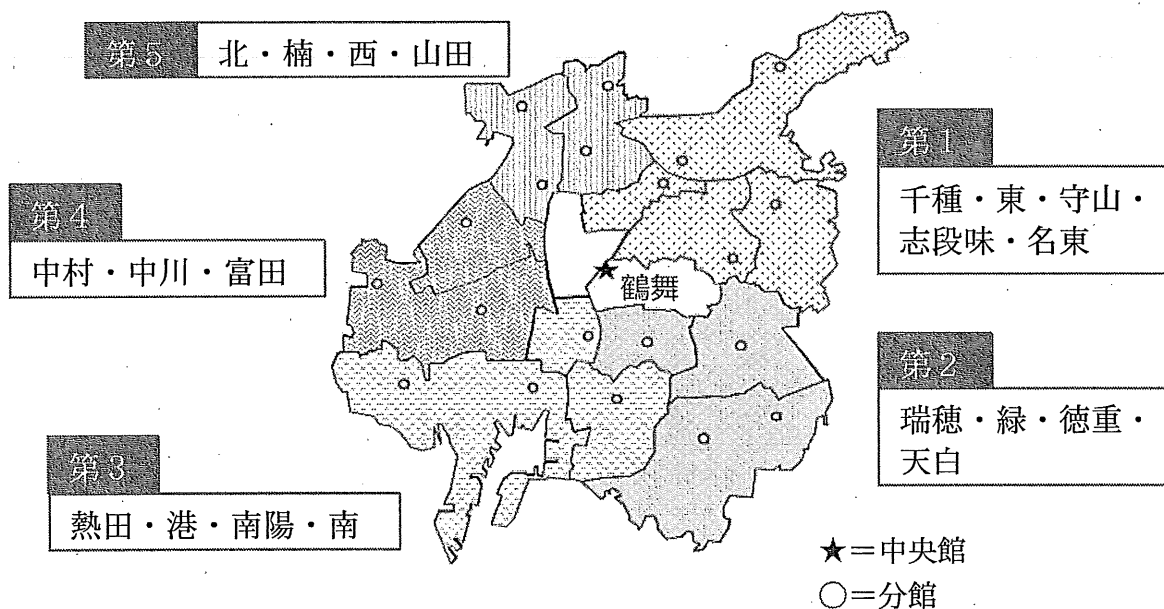 第5
北・楠・西・山田
第1
千種・東・守山・
志段味・名東
第4
中村・中川・富田
鶴舞
第2
瑞穂・緑・徳重・
天白
第3
熱田・港・南陽・南
★=中央館
○=分館